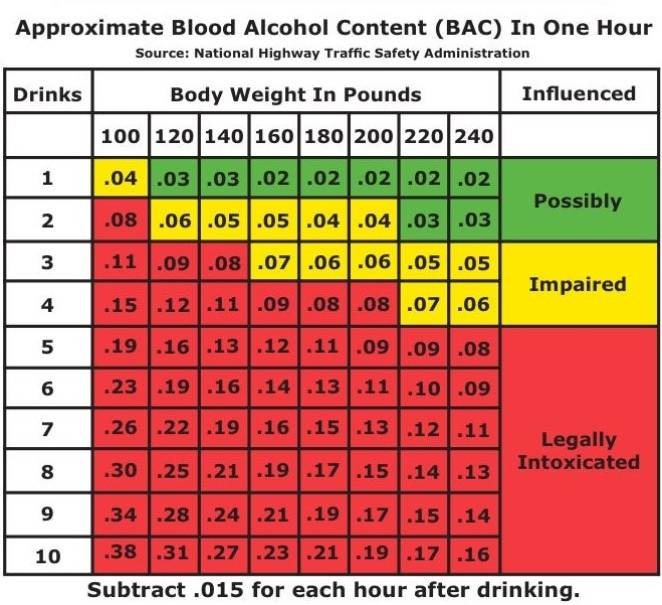 Approximate Blood Alcohol Content (BAC) In One Hour
Source: National Highway Traffic Safety Administration
Drinks Body Weight In Pounds Influenced
100 120 140 160 180 200 220 240
1 .04 .03 .03 .02 .02 .02 .02 .02
Possibly
2 .08 .06 .05 .05 .04 .04 .03 .03
3 .11 .09 .08 .07 .06 .06 .05 .05
Impaired
4 .15 .12 .11 .09 .08 .08 .07 .06
5 .19 .16 .13 .12 .11 .09 .09 .08
6 .23 .19 .16 .14 .13 .11 .10 .09
7 .26 .22 .19 .16 .15 .13 .12 .11
Legally
Intoxicated
8 .30 .25 .21 .19 .17 .15 .14 .13
9 .34 .28 .24 .21 .19 .17 .15 .14
10 .38 .31 .27 .23 .21 .19 .17 .16
Subtract .015 for each hour after drinking.